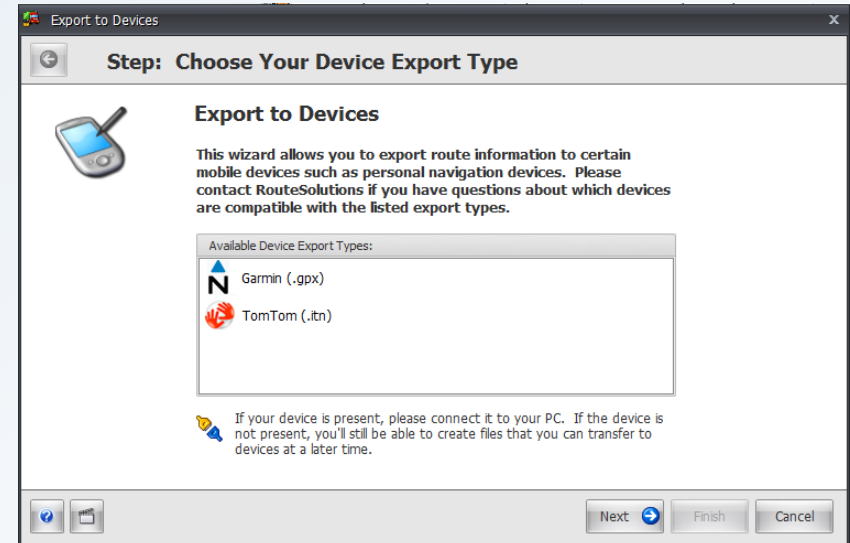 Export to Devices
x
Step: Choose Your Device Export Type
Export to Devices
This wizard allows you to export route information to certain
mobile devices such as personal navigation devices. Please
contact RouteSolutions if you have questions about which devices
are compatible with the listed export types.
Available Device Export Types:
N
Garmin (.gpx)
TomTom (.itn)
If your device is present, please connect it to your PC. If the device is
not present, you'll still be able to create files that you can transfer to
devices at a later time.
?
Next
Finish
Cancel